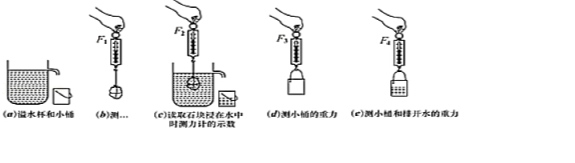 F₁
F₂
F₃
F₄
(a)溢水杯和小桶
(b)测...
(c)读取石块浸在水中
时测力计的示数
(d)测小桶的重力
(e)测小桶和排开水的重力